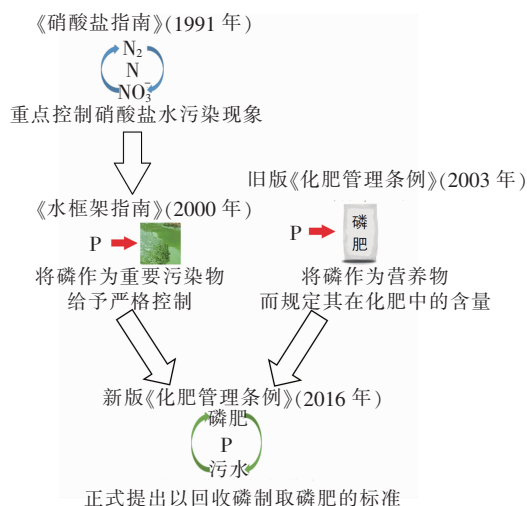 《硝酸盐指南》(1991 年)
N₂
N
NO₃⁻
重点控制硝酸盐水污染现象
旧版《化肥管理条例》(2003 年)
《水框架指南》(2000 年)
P
P
磷
肥
将磷作为重要污染物
给予严格控制
将磷作为营养物
而规定其在化肥中的含量
新版《化肥管理条例》(2016 年)
磷肥
P
污水
正式提出以回收磷制取磷肥的标准